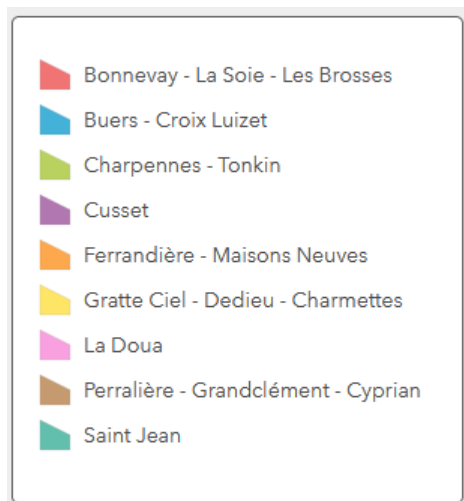 Bonnevay - La Soie - Les Brosses
Buers - Croix Luizet
Charpennes - Tonkin
Cusset
Ferrandière - Maisons Neuves
Gratte Ciel - Dedieu - Charmettes
La Doua
Perralière - Grandclément - Cyprian
Saint Jean